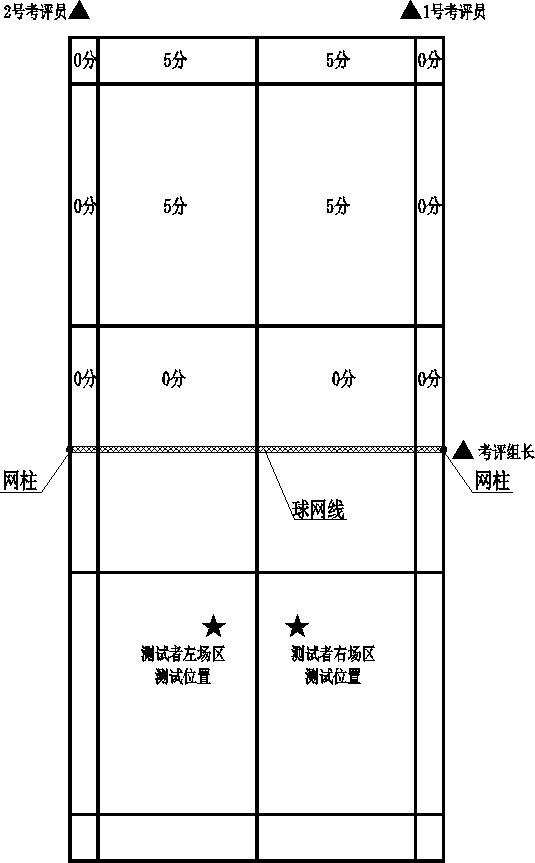 2号考评员 1号考评员
0分 5分 5分 0分
0分 5分 5分 0分
0分 0分 0分 0分
考评组长
网柱 网柱
球网线
测试者左场区 测试者右场区
测试位置 测试位置